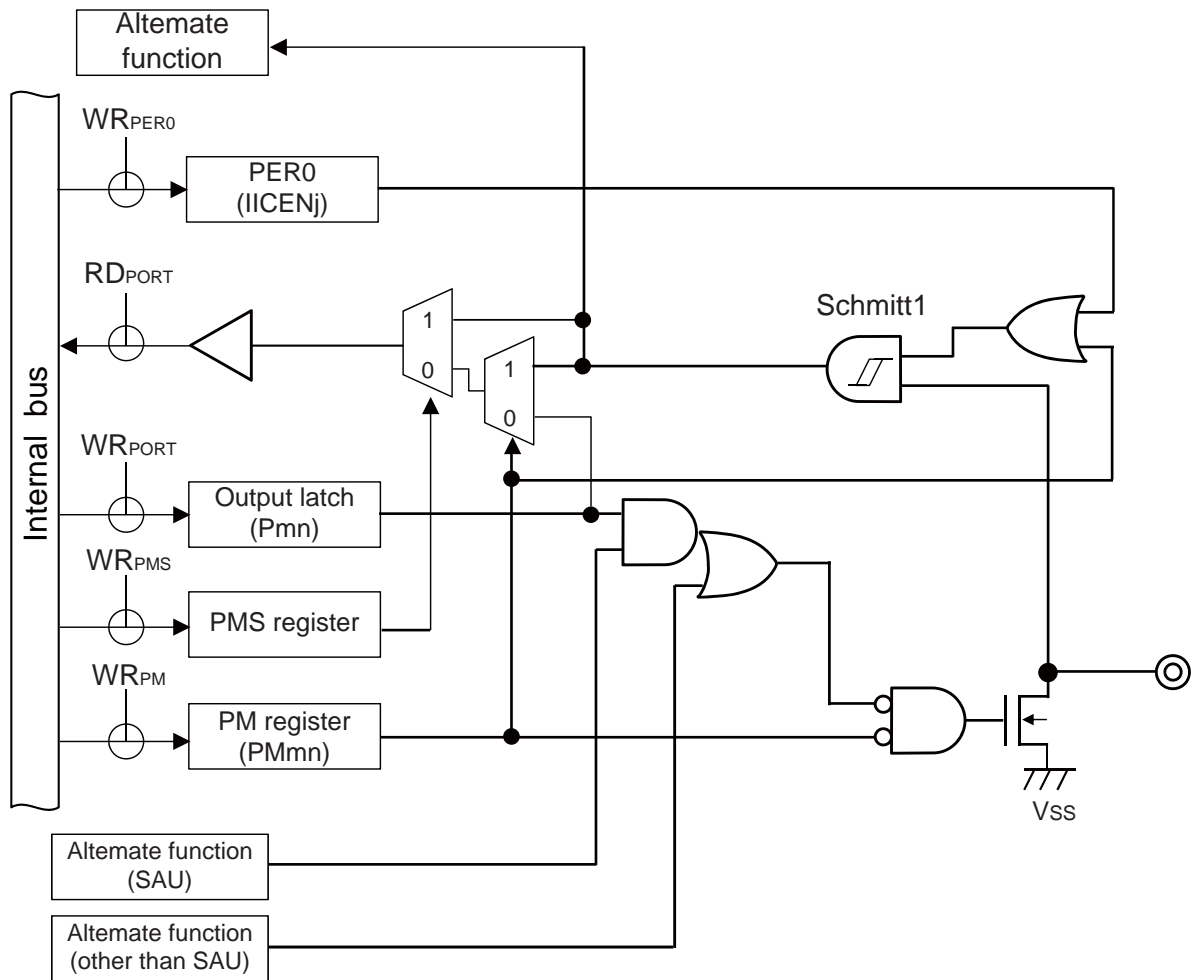 Altemate
function
WRPER0
PER0
(IICENj)
RDPORT
Schmitt1
1
0
1
0
Internal bus
WRPORT
Output latch
(Pmn)
WRPMS
PMS register
WRPM
PM register
(PMmn)
VSS
Altemate function
(SAU)
Altemate function
(other than SAU)